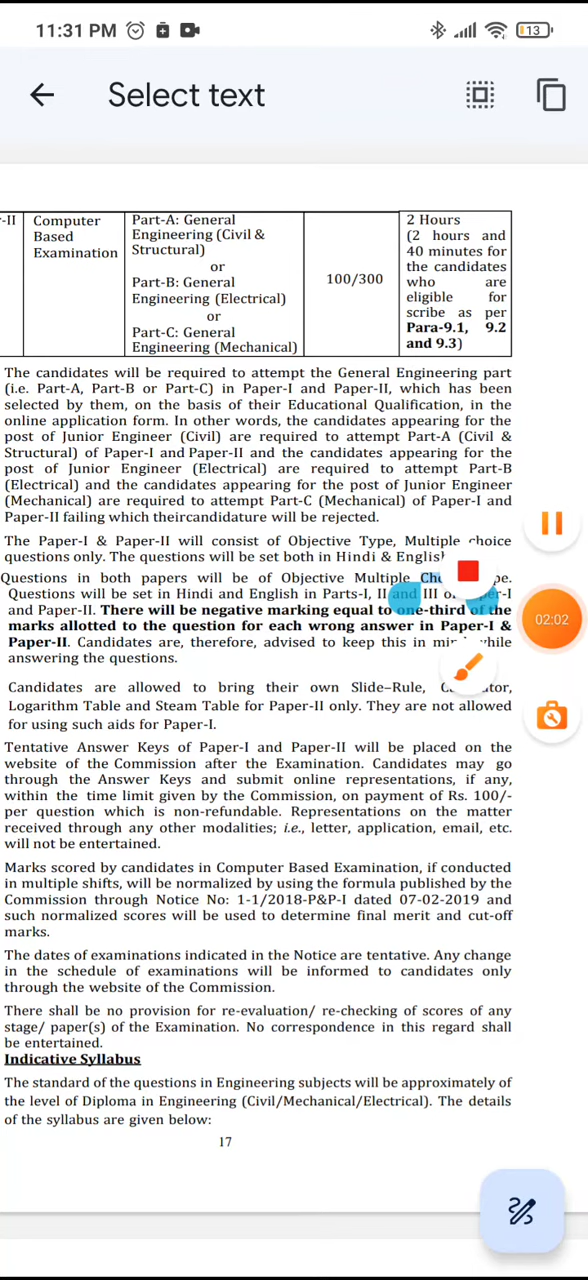 11:31 PM
13
Select text
-II Computer Based Examination
Part-A: General
Engineering (Civil &
Structural)
or
Part-B: General
Engineering (Electrical)
or
Part-C: General
Engineering (Mechanical)
100/300
2 Hours
(2 hours and
40 minutes for
the candidates
who are
eligible for
scribe as per
Para-9.1, 9.2
and 9.3)
The candidates will be required to attempt the General Engineering part
(i.e. Part-A, Part-B or Part-C) in Paper-I and Paper-II, which has been
selected by them, on the basis of their Educational Qualification, in the
online application form. In other words, the candidates appearing for the
post of Junior Engineer (Civil) are required to attempt Part-A (Civil &
Structural) of Paper-I and Paper-II and the candidates appearing for the
post of Junior Engineer (Electrical) are required to attempt Part-B
(Electrical) and the candidates appearing for the post of Junior Engineer
(Mechanical) are required to attempt Part-C (Mechanical) of Paper-I and
Paper-II failing which theircandidature will be rejected.
The Paper-I & Paper-II will consist of Objective Type, Multiple choice
questions only. The questions will be set both in Hindi & English
Questions in both papers will be of Objective Multiple
Questions will be set in Hindi and English in Parts-I, II and III
and Paper-II. There will be negative marking equal to one-third of the
marks allotted to the question for each wrong answer in Paper-I &
Paper-II. Candidates are, therefore, advised to keep this in while
answering the questions.
Candidates are allowed to bring their own Slide–Rule,
Logarithm Table and Steam Table for Paper-II only. They are not allowed
for using such aids for Paper-I.
Tentative Answer Keys of Paper-I and Paper-II will be placed on the
website of the Commission after the Examination. Candidates may go
through the Answer Keys and submit online representations, if any,
within the time limit given by the Commission, on payment of Rs. 100/-
per question which is non-refundable. Representations on the matter
received through any other modalities; i.e., letter, application, email, etc.
will not be entertained.
Marks scored by candidates in Computer Based Examination, if conducted
in multiple shifts, will be normalized by using the formula published by the
Commission through Notice No: 1-1/2018-P&P-I dated 07-02-2019 and
such normalized scores will be used to determine final merit and cut-off
marks.
The dates of examinations indicated in the Notice are tentative. Any change
in the schedule of examinations will be informed to candidates only
through the website of the Commission.
There shall be no provision for re-evaluation/ re-checking of scores of any
stage/ paper(s) of the Examination. No correspondence in this regard shall
be entertained.
Indicative Syllabus
The standard of the questions in Engineering subjects will be approximately of
the level of Diploma in Engineering (Civil/Mechanical/Electrical). The details
of the syllabus are given below:
17
02:02